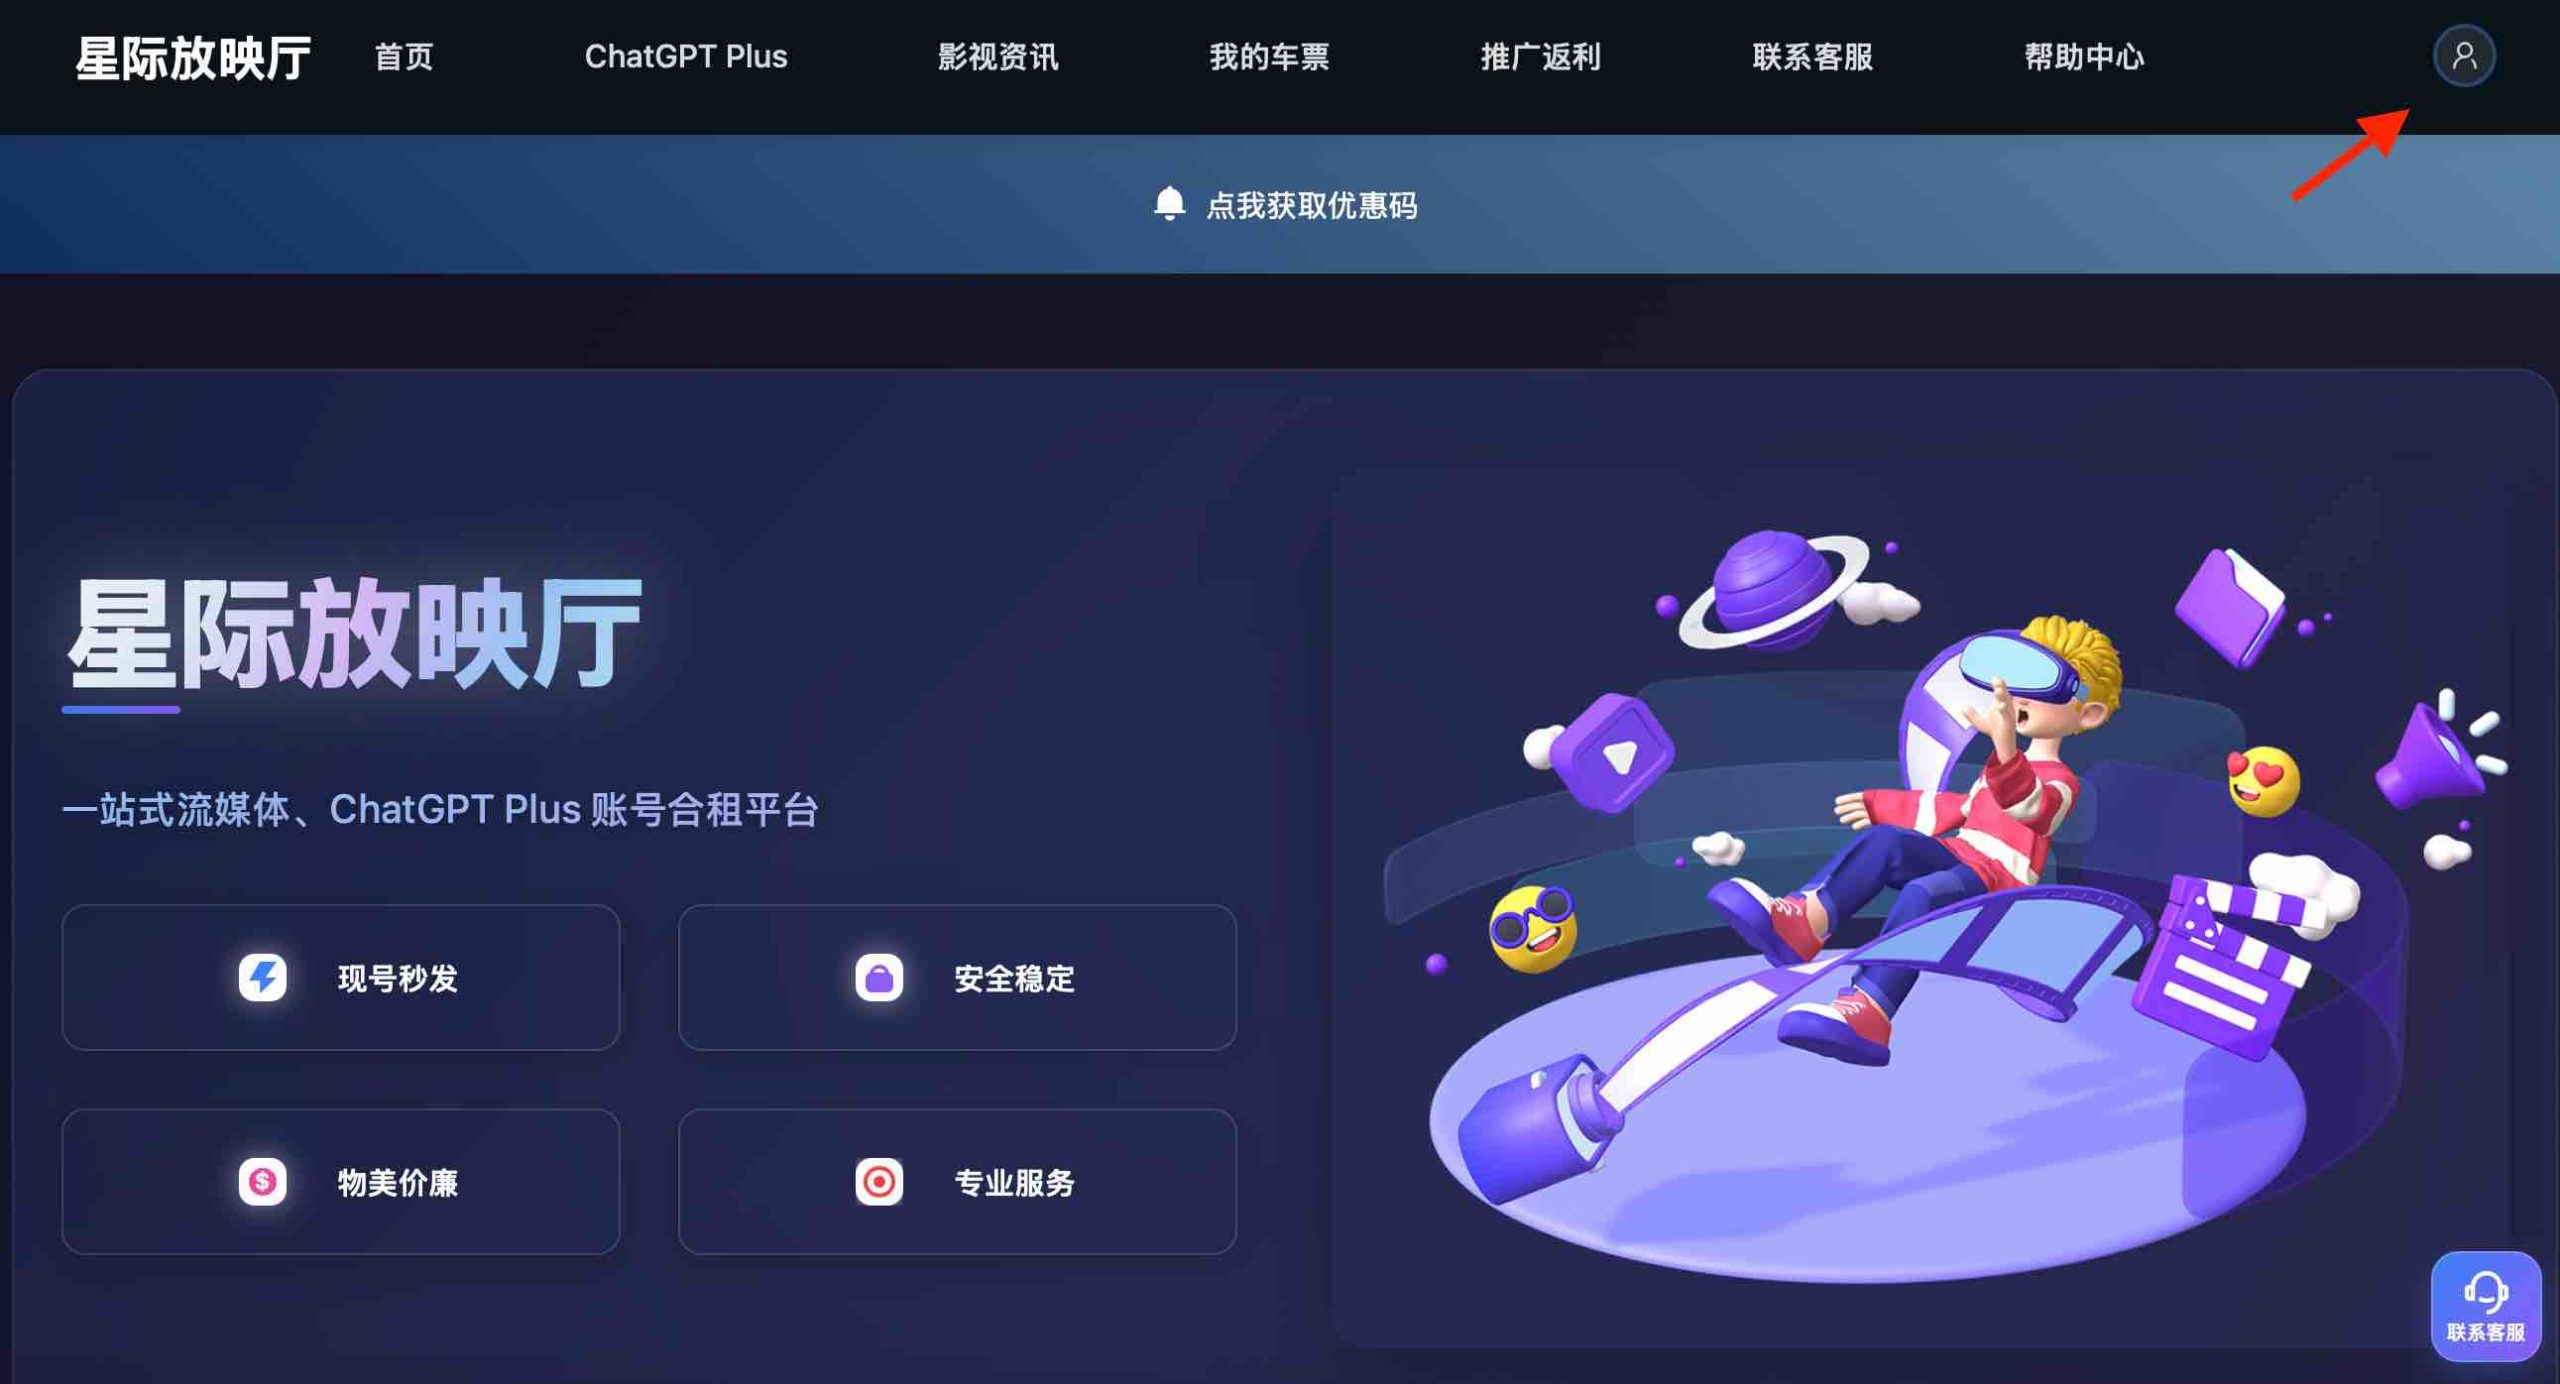 星际放映厅 首页 ChatGPT Plus 影视资讯 我的车票 推广返利 联系客服 帮助中心
点我获取优惠码
星际放映厅
一站式流媒体、ChatGPT Plus 账号合租平台
现号秒发 安全稳定
物美价廉 专业服务
联系客服